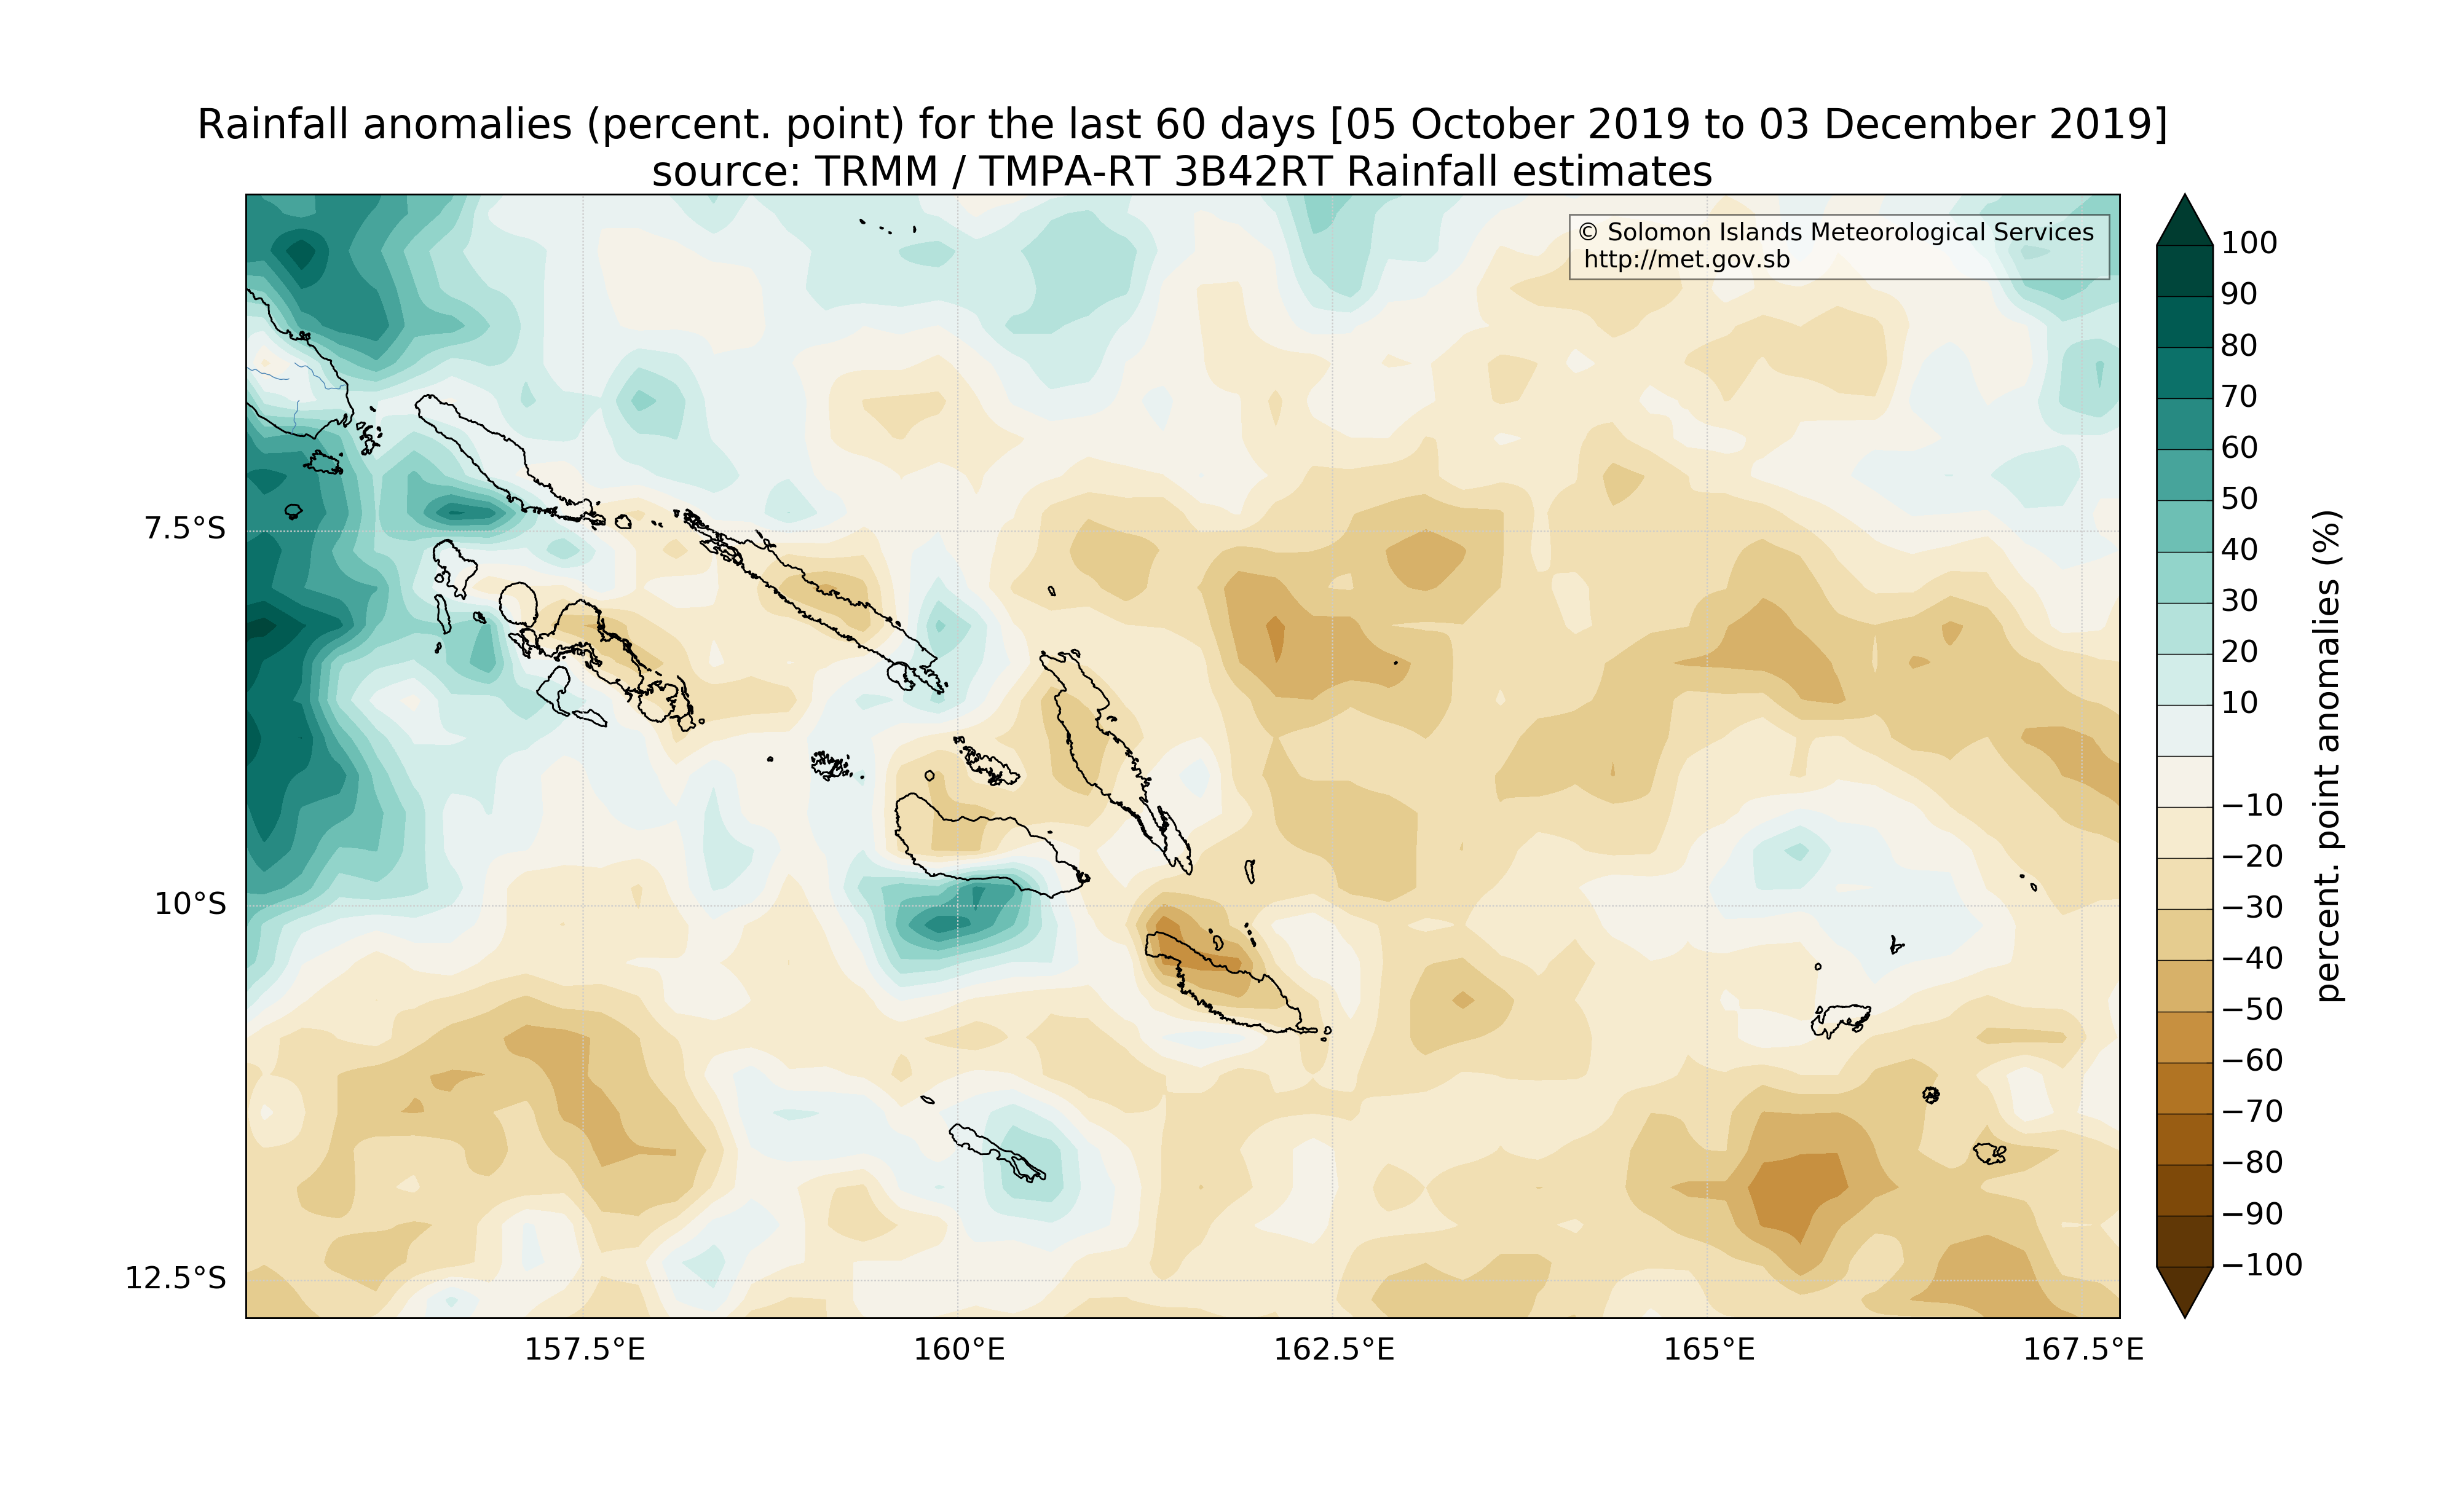 Rainfall anomalies (percent. point) for the last 60 days [05 October 2019 to 03 December 2019]
source: TRMM / TMPA-RT 3B42RT Rainfall estimates
© Solomon Islands Meteorological Services
http://met.gov.sb
7.5°S
10°S
12.5°S
157.5°E
160°E
162.5°E
165°E
167.5°E
100
90
80
70
60
50
40
30
20
10
−10
−20
−30
−40
−50
−60
−70
−80
−90
−100
percent. point anomalies (%)